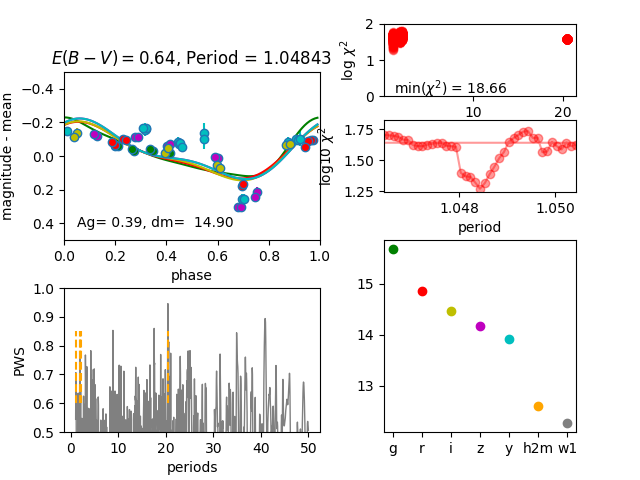 E(B − V) = 0.64, Period = 1.04843
−0.4
−0.2
0.0
0.2
0.4
magnitude - mean
Ag= 0.39, dm=  14.90
0.0 0.2 0.4 0.6 0.8 1.0
phase
2
1
0
log χ²
min(χ²) = 18.66
10 20
1.75
1.50
1.25
log10 χ²
1.048 1.050
period
1.0
0.9
0.8
0.7
0.6
0.5
PWS
0 10 20 30 40 50
periods
15
14
13
g r i z y h2m w1